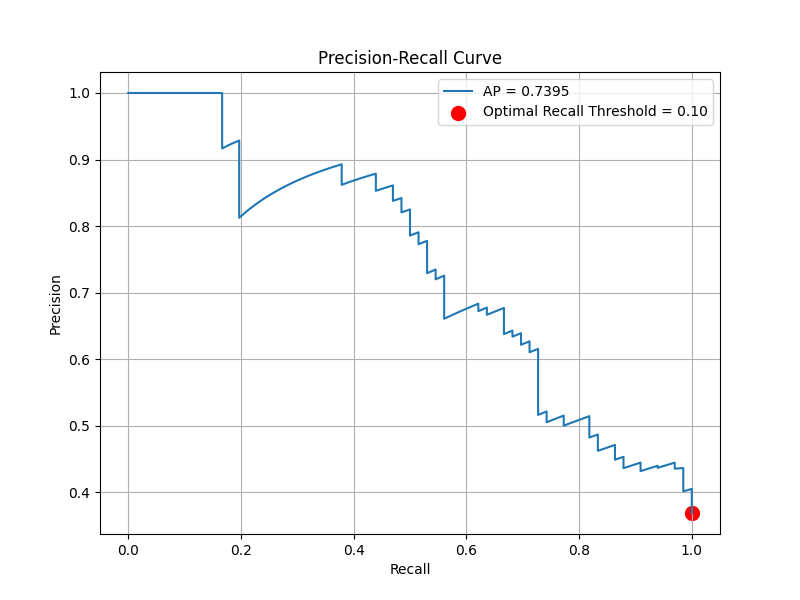 Precision-Recall Curve
AP = 0.7395
Optimal Recall Threshold = 0.10
Precision
1.0
0.9
0.8
0.7
0.6
0.5
0.4
0.0 0.2 0.4 0.6 0.8 1.0
Recall